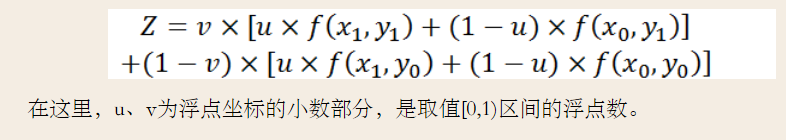 Z = v × [u × f(x₁, y₁) + (1 − u) × f(x₀, y₁)]
+(1 − v) × [u × f(x₁, y₀) + (1 − u) × f(x₀, y₀)]
在这里，u、v为浮点坐标的小数部分，是取值[0,1)区间的浮点数。